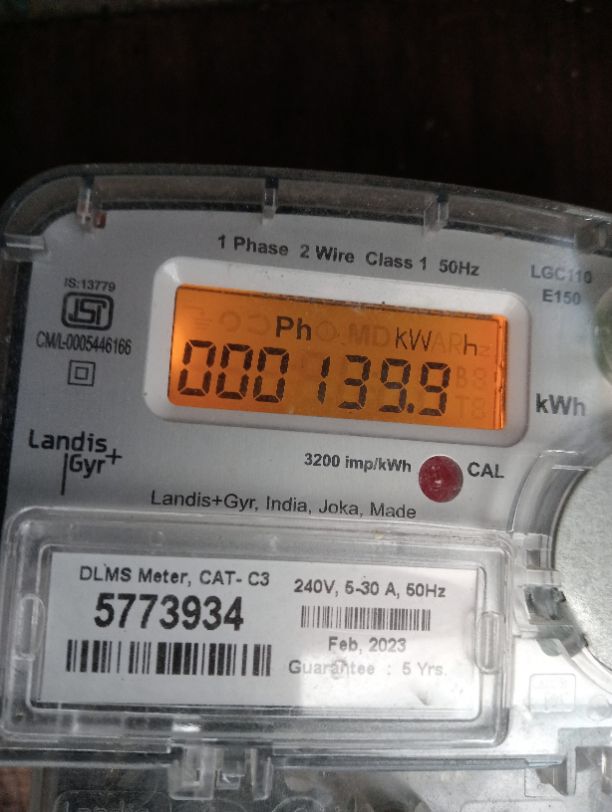 1 Phase 2 Wire Class 1 50Hz
LGC110
E150
IS:13779
ISI
CM/L-0005446166
Ph MD kW h
000139.9
kWh
Landis
Gyr+
3200 imp/kWh
CAL
Landis+Gyr, India, Joka, Made
DLMS Meter, CAT- C3
5773934
240V, 5-30 A, 50Hz
Feb, 2023
Guarantee : 5 Yrs.